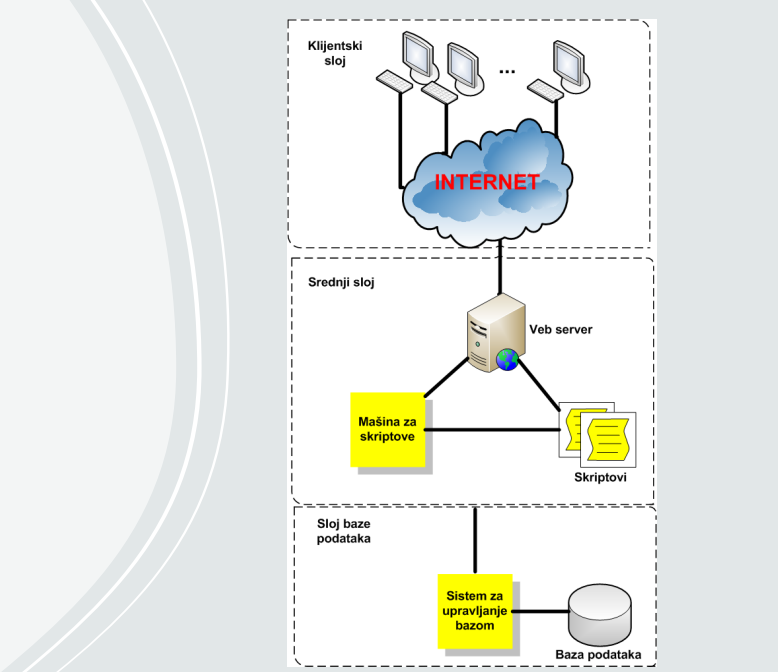 Klijentski
sloj
...
INTERNET
Srednji sloj
Veb server
Mašina za
skriptove
Skriptovi
Sloj baze
podataka
Sistem za
upravljanje
bazom
Baza podataka